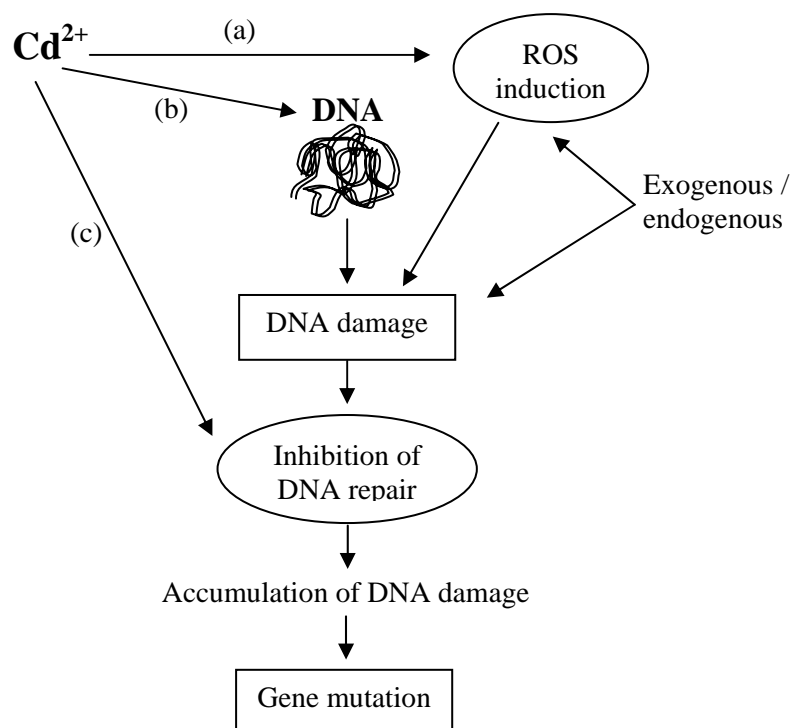 Cd²⁺
(a)
ROS
induction
(b)
DNA
Exogenous /
endogenous
(c)
DNA damage
Inhibition of
DNA repair
Accumulation of DNA damage
Gene mutation